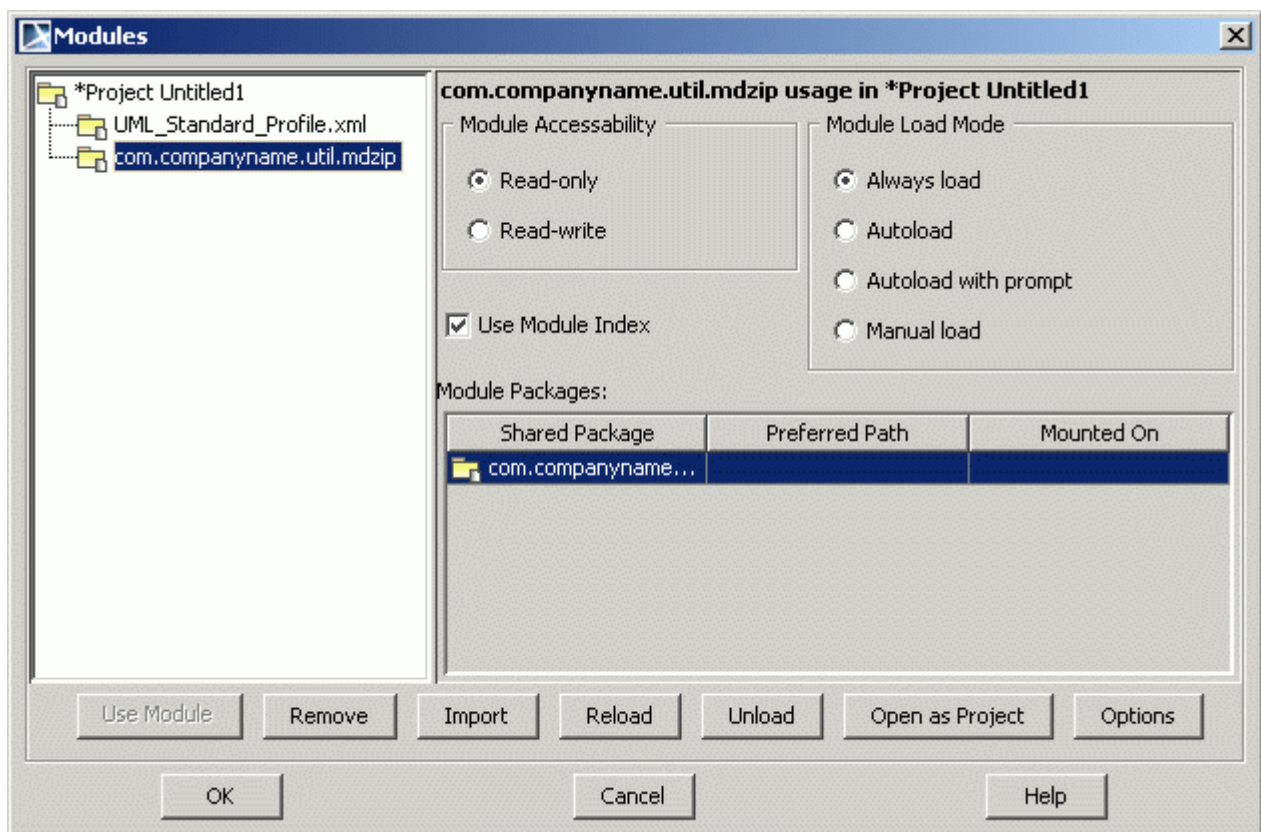 Modules
*Project Untitled1
UML_Standard_Profile.xml
com.companyname.util.mdzip
com.companyname.util.mdzip usage in *Project Untitled1
Module Accessability
Read-only
Read-write
Module Load Mode
Always load
Autoload
Autoload with prompt
Manual load
Use Module Index
Module Packages:
Shared Package Preferred Path Mounted On
com.companyname...
Use Module Remove Import Reload Unload Open as Project Options
OK Cancel Help